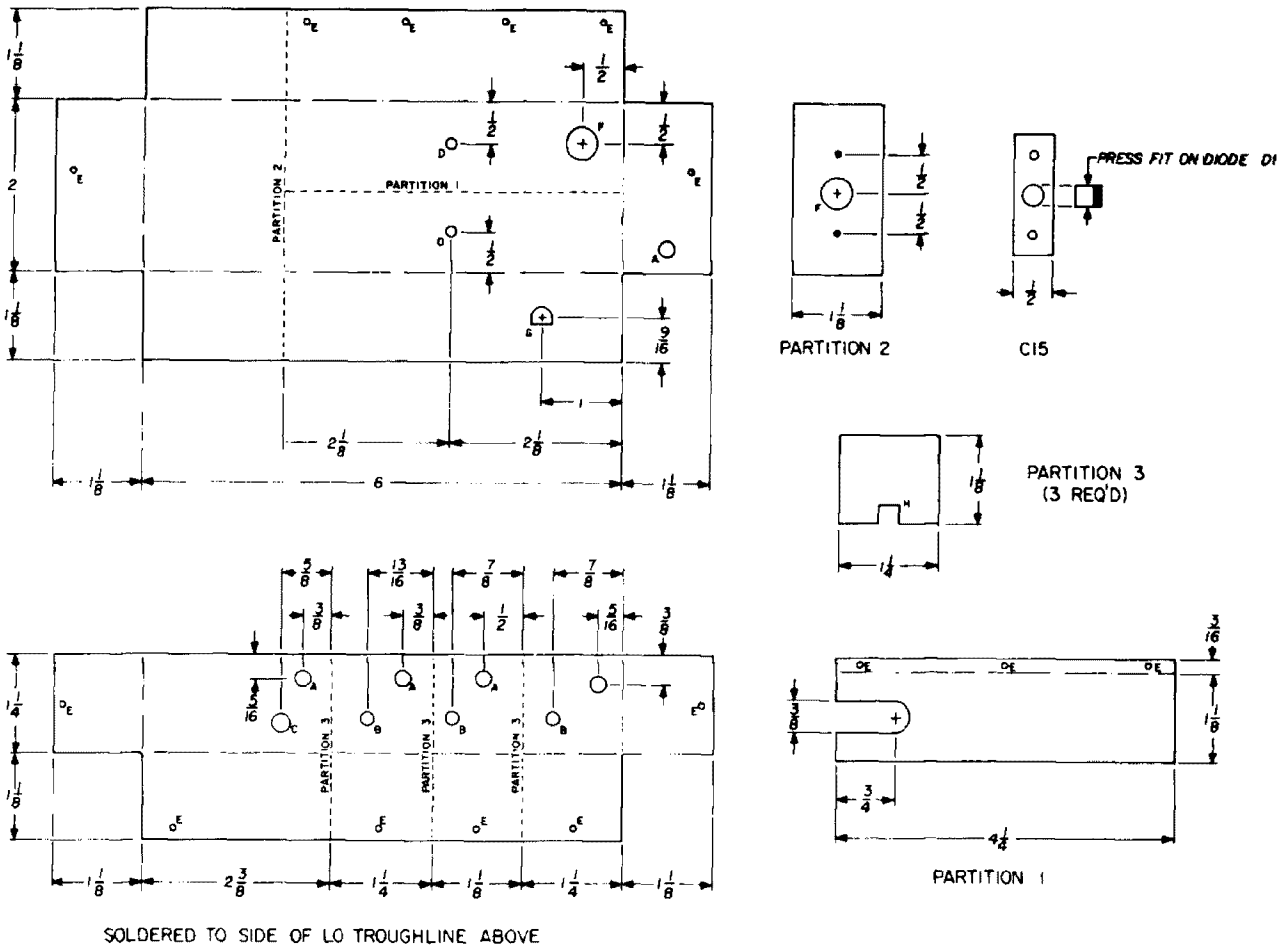 E E E E
1 1/8
1/2
F
1/2
1/2
D
2
E
PARTITION 2
PARTITION 1
E
D
1/2
A
1 1/8
G
9/16
1
2 1/8 2 1/8
1 1/8 6 1 1/8
F
1/2
1/2
1 1/8
PARTITION 2
PRESS FIT ON DIODE D1
1/2
C15
H
1 1/8
1 1/4
PARTITION 3
(3 REQ'D)
5/8 13/16 7/8 7/8
3/8 3/8 1/2 5/16 3/8
1 1/4
5/16
A A A
E C B B B E
PARTITION 3 PARTITION 3 PARTITION 3
1 1/8
E E E E
1 1/8 2 3/8 1 1/4 1 1/8 1 1/4 1 1/8
SOLDERED TO SIDE OF LO TROUGHLINE ABOVE
E E E
3/16
3/8
1 1/8
3/4
4 1/4
PARTITION 1